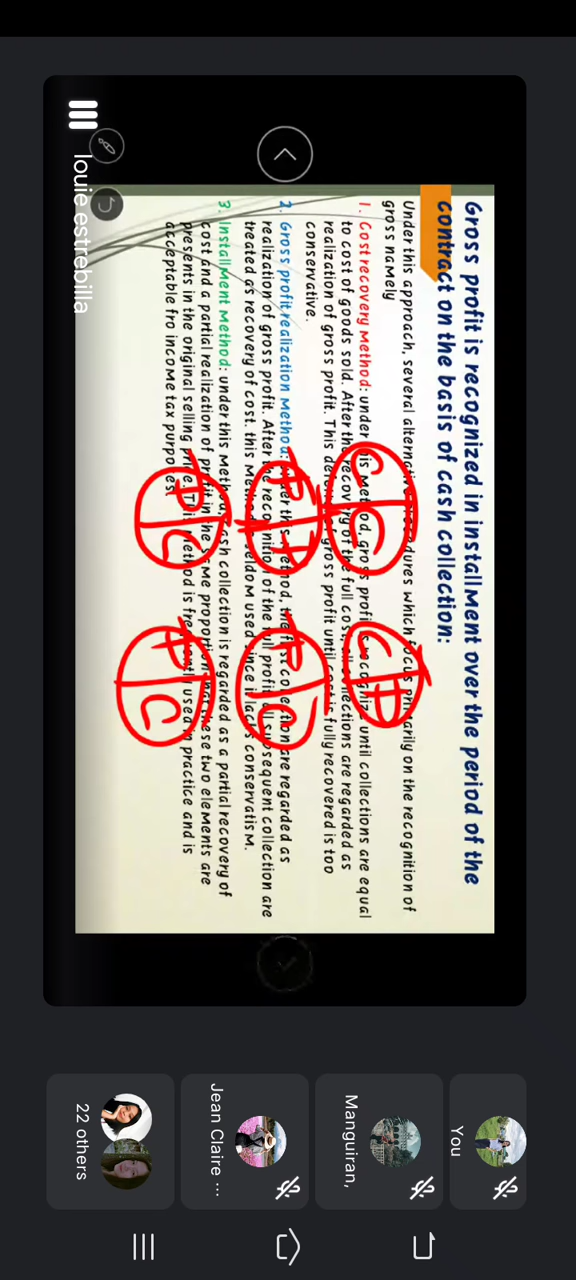 Gross profit is recognized in installment over the period of the
contract on the basis of cash collection:
Under this approach, several procedures which focus primarily on the recognition of
gross namely
1. Cost recovery Method: under this method, gross profit is recognize until collections are equal
to cost of goods sold. After the recovery of the full cost, all collections are regarded as
realization of gross profit. This of gross profit until cost is fully recovered is too
conservative.
2. Gross profit realization Method: under this method, the first collection are regarded as
realization of gross profit. After the of the full profit all subsequent collection are
treated as recovery of cost. this Method seldom used since it lacks conservatism.
3. Installment Method: under this method, cash collection is regarded as a partial recovery of
cost and a partial realization of profit in the same proportion that these two elements are
presents in the original selling price. This Method is frequently used in practice and is
acceptable fro income tax purposes.
C C
C P
P P
P C
P C
P C
louie estrebilla
You
Manguiran,
Jean Claire ...
22 others